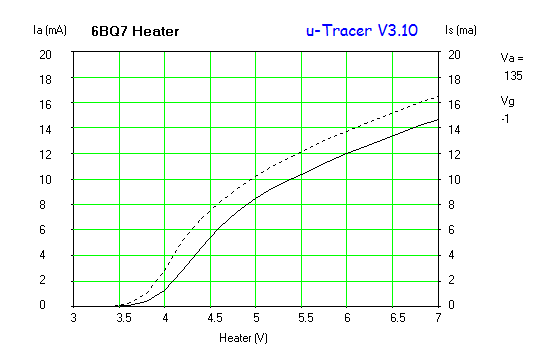 Ia (mA) 6BQ7 Heater u-Tracer V3.10 Is (ma)
20 20
Va =
18 18
135
16 16
Vg
14 14
-1
12 12
10 10
8 8
6 6
4 4
2 2
0 0
3 3.5 4 4.5 5 5.5 6 6.5 7
Heater (V)